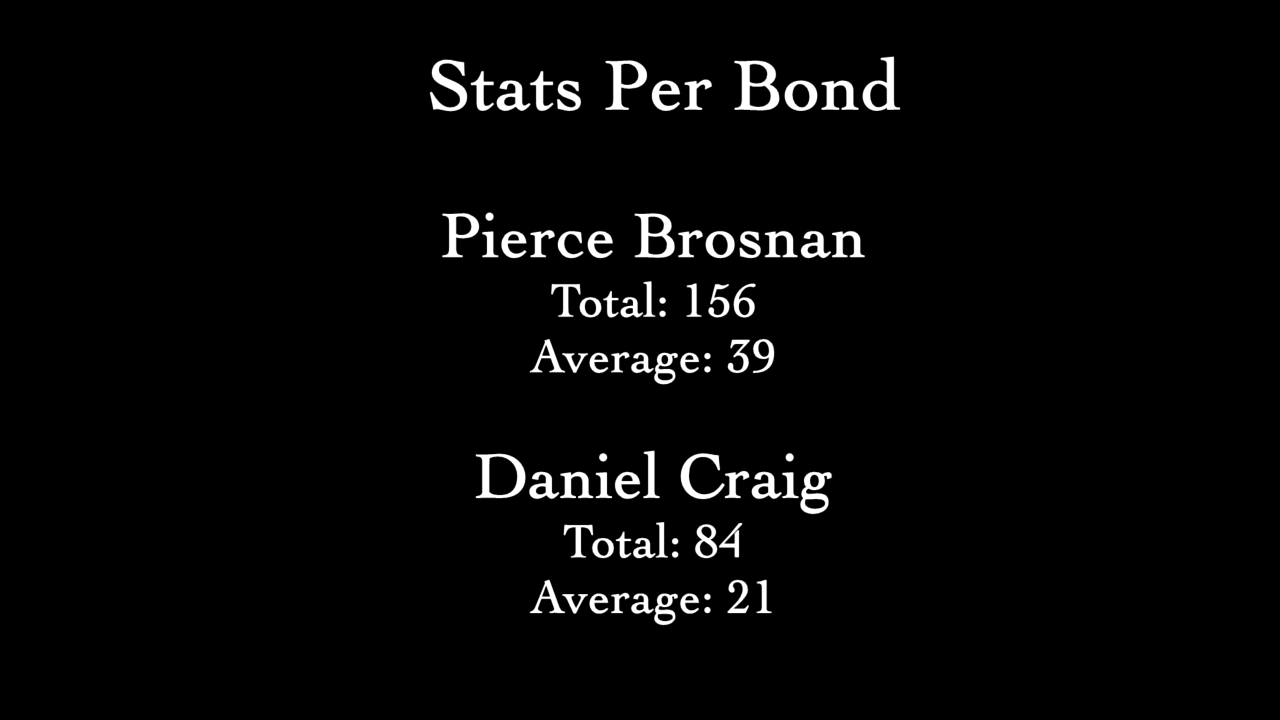 Stats Per Bond
Pierce Brosnan
Total: 156
Average: 39
Daniel Craig
Total: 84
Average: 21